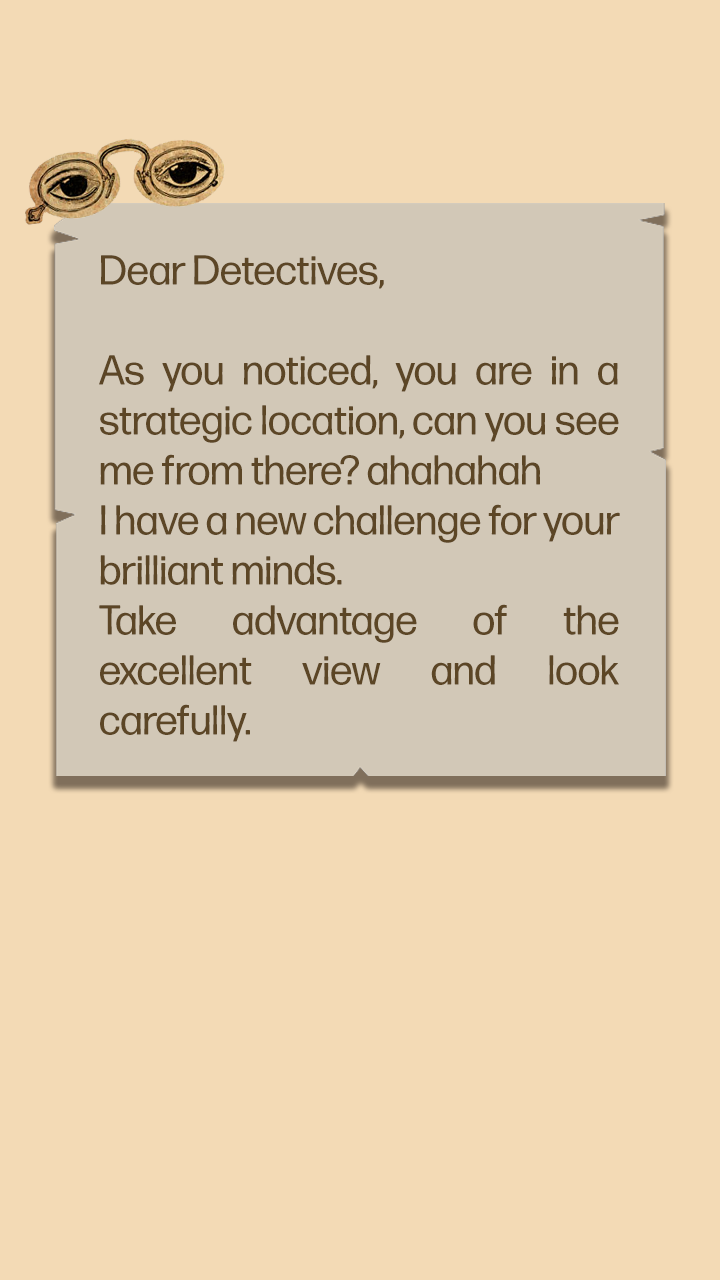 Dear Detectives,
As you noticed, you are in a
strategic location, can you see
me from there? ahahahah
I have a new challenge for your
brilliant minds.
Take advantage of the
excellent view and look
carefully.